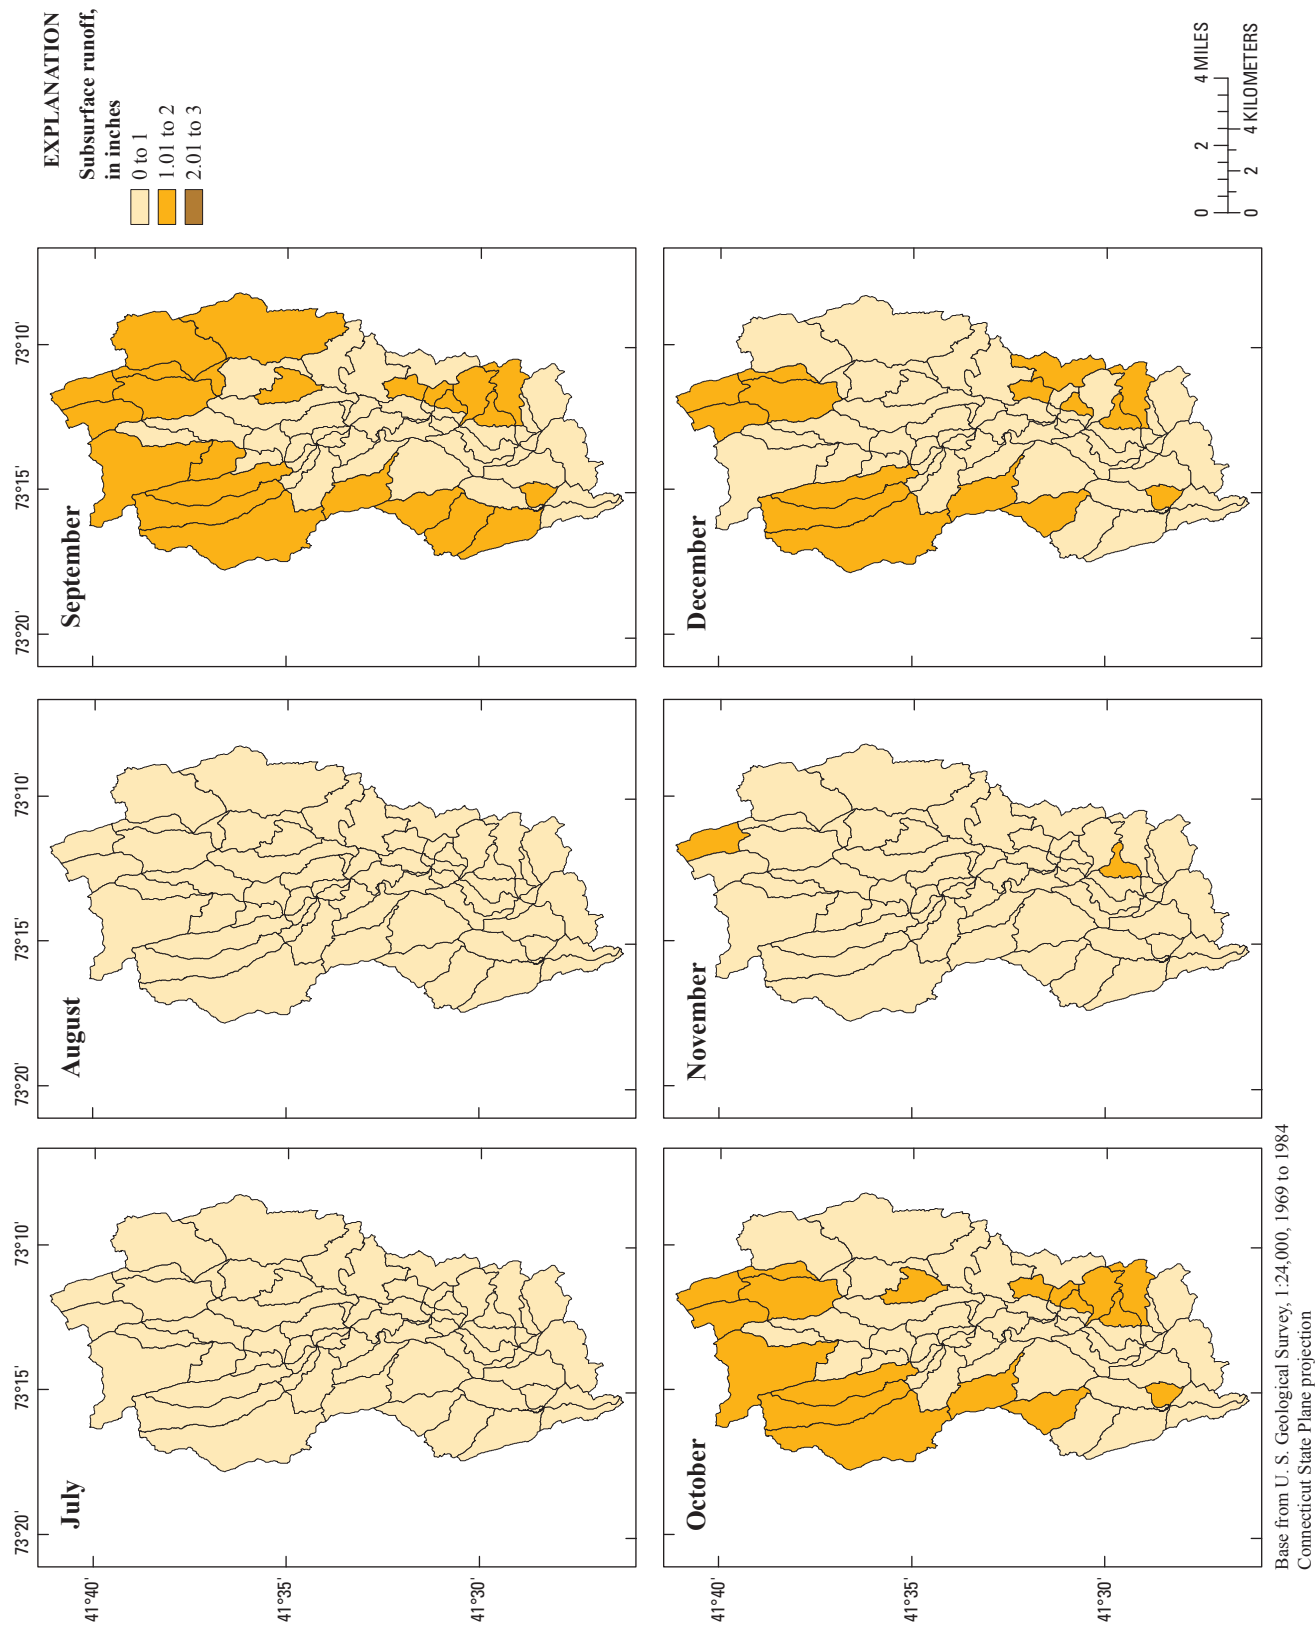 73°20'
73°15'
73°10'
73°20'
73°15'
73°10'
73°20'
73°15'
73°10'
July
August
September
41°40'
41°35'
41°30'
October
November
December
41°40'
41°35'
41°30'
EXPLANATION
Subsurface runoff,
in inches
0 to 1
1.01 to 2
2.01 to 3
0 2 4 MILES
0 2 4 KILOMETERS
Base from U. S. Geological Survey, 1:24,000, 1969 to 1984
Connecticut State Plane projection